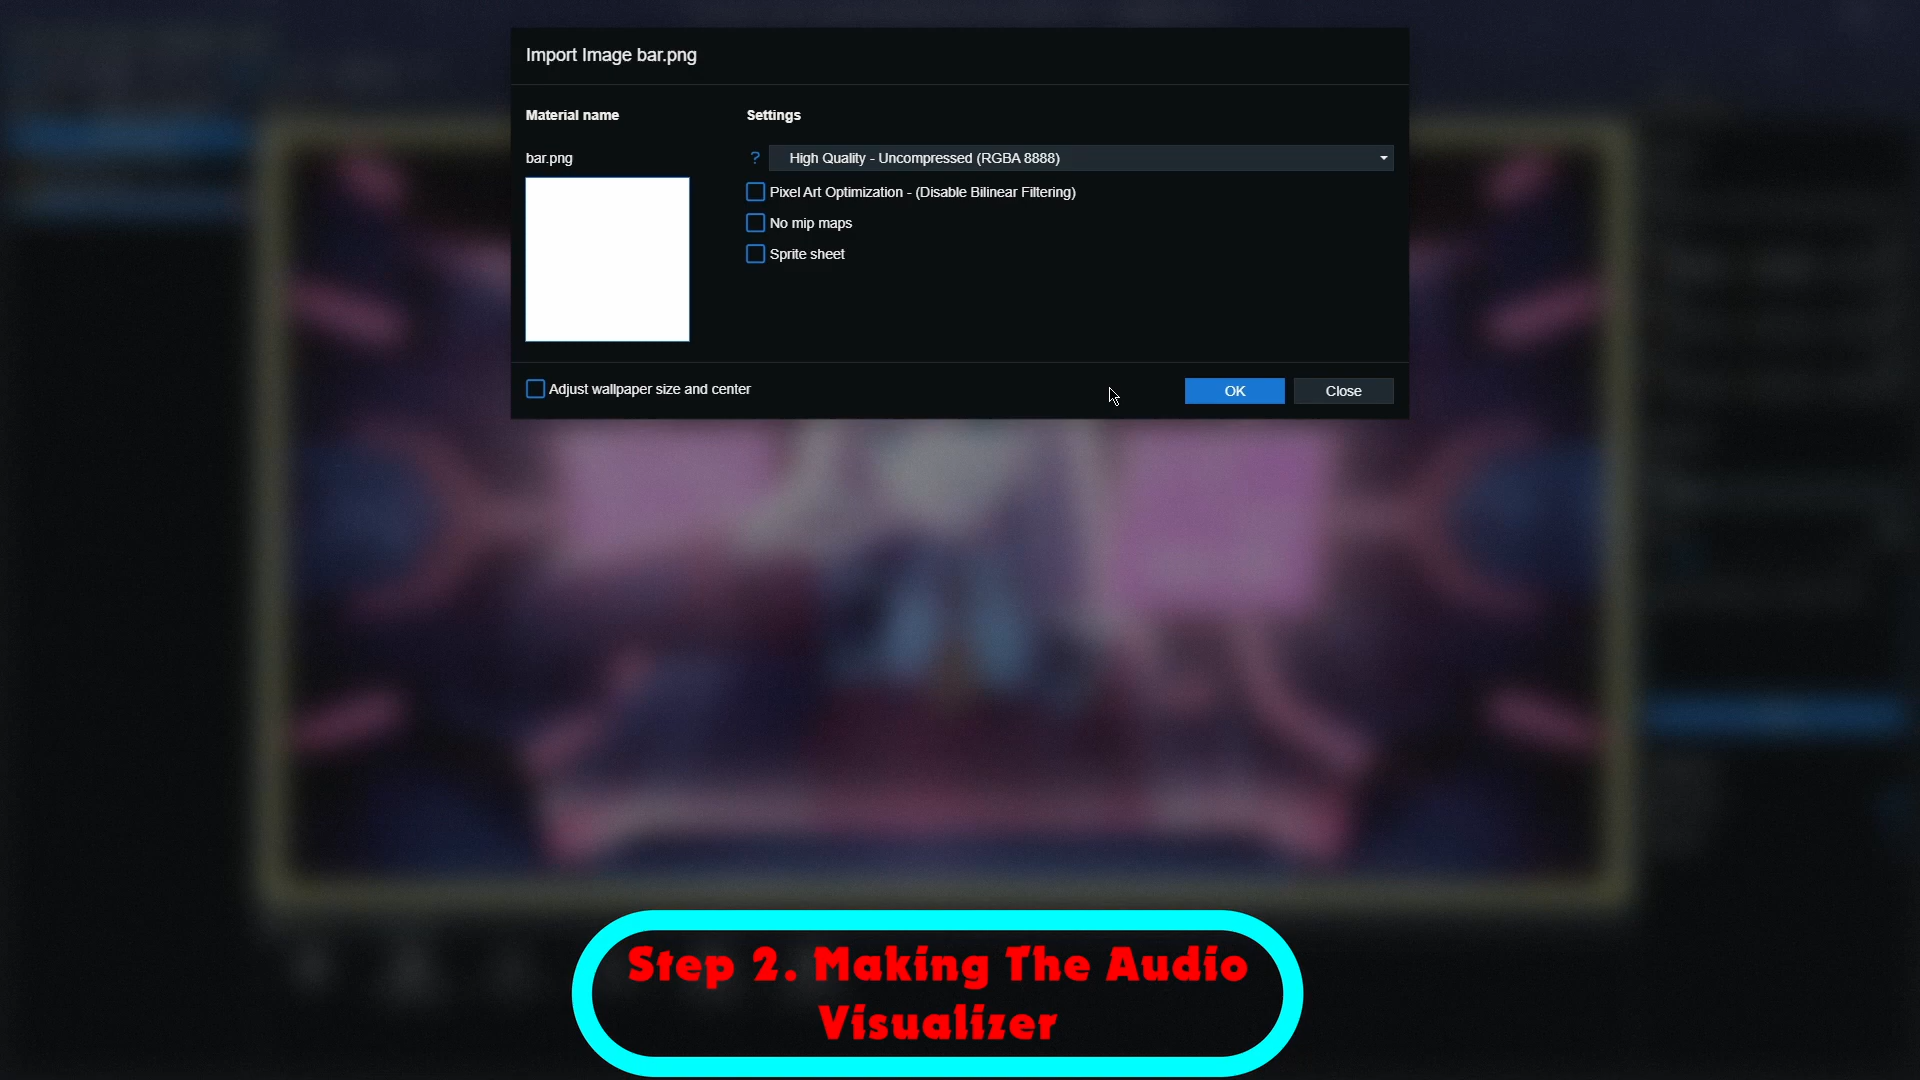 Import Image bar.png
Material name
Settings
bar.png
? High Quality - Uncompressed (RGBA 8888)
Pixel Art Optimization - (Disable Bilinear Filtering)
No mip maps
Sprite sheet
Adjust wallpaper size and center
OK
Close
Step 2. Making The Audio
Visualizer